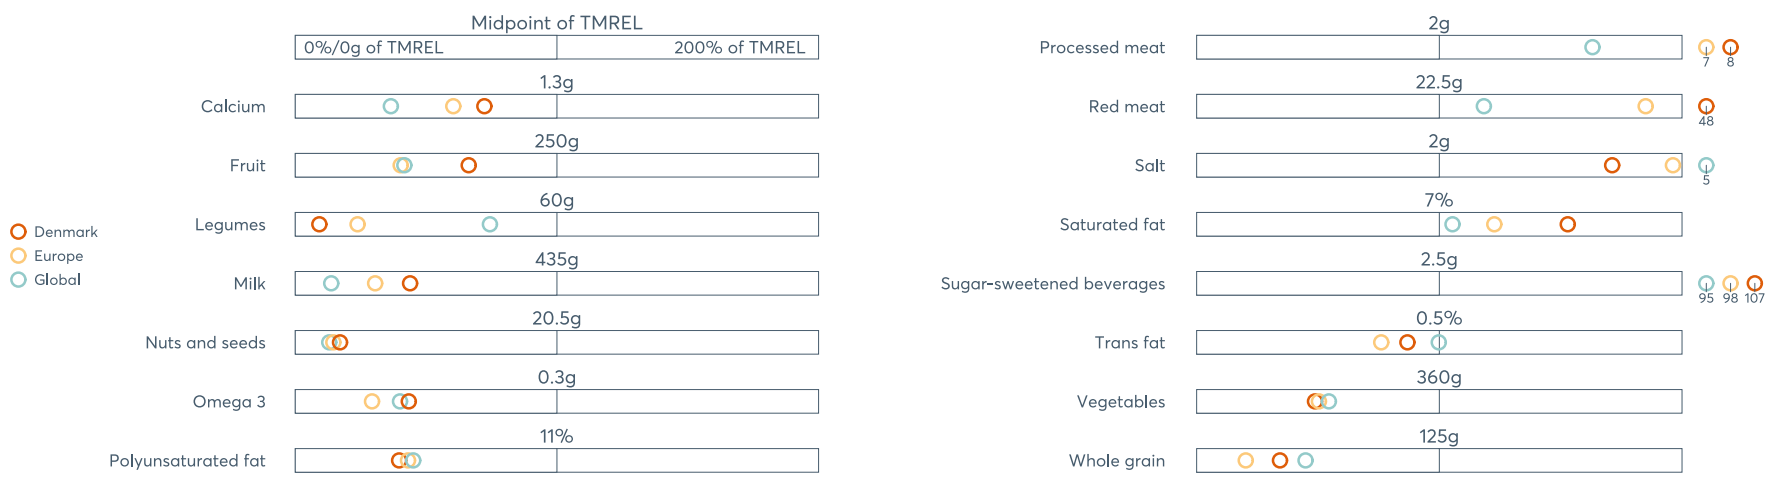 Midpoint of TMREL
0%/0g of TMREL 200% of TMREL
1.3g
Calcium
250g
Fruit
60g
Legumes
435g
Milk
20.5g
Nuts and seeds
0.3g
Omega 3
11%
Polyunsaturated fat
Denmark
Europe
Global
2g
Processed meat
7 8
22.5g
Red meat
48
2g
Salt
5
7%
Saturated fat
2.5g
Sugar-sweetened beverages
95 98 107
0.5%
Trans fat
360g
Vegetables
125g
Whole grain